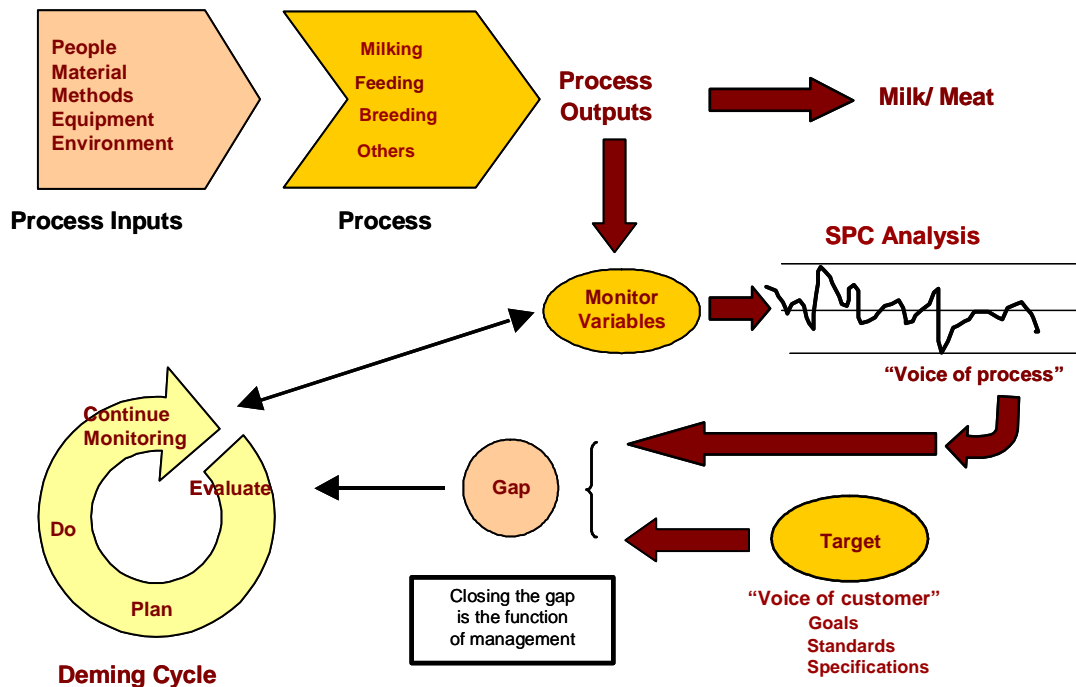 People
Material
Methods
Equipment
Environment
Process Inputs
Milking
Feeding
Breeding
Others
Process
Process
Outputs
Milk/ Meat
SPC Analysis
Monitor
Variables
“Voice of process”
Continue
Monitoring
Evaluate
Do
Plan
Deming Cycle
Gap
Target
“Voice of customer”
Goals
Standards
Specifications
Closing the gap
is the function
of management